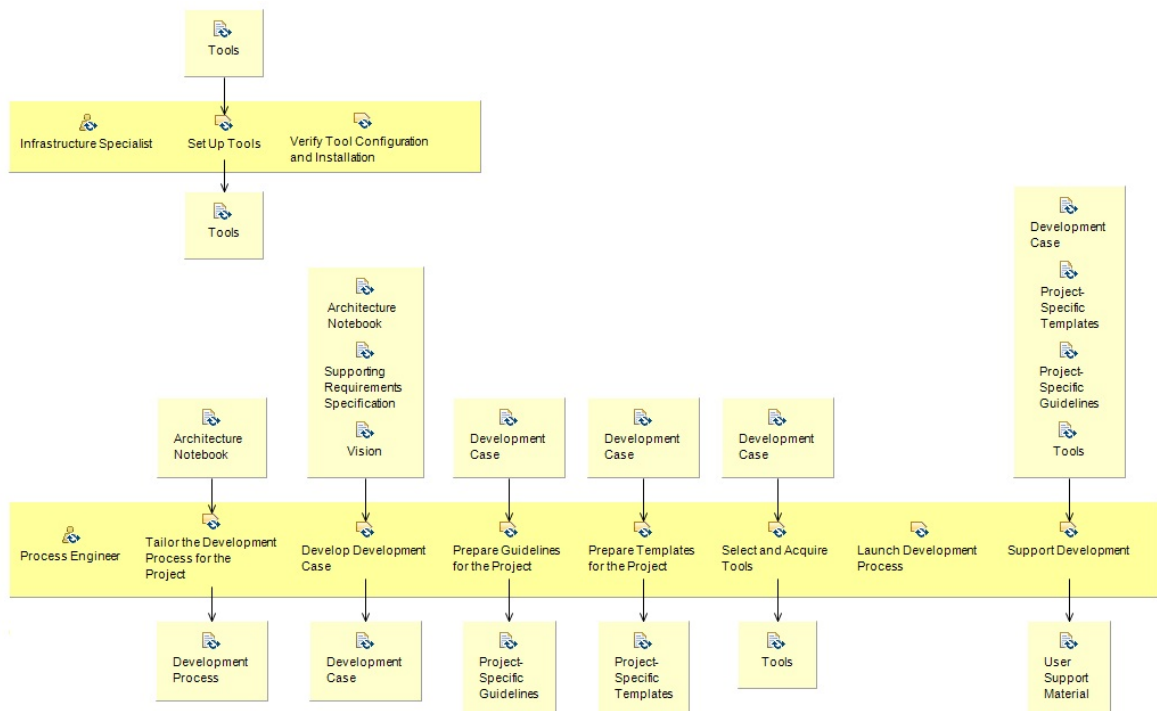 Tools
Infrastructure Specialist
Set Up Tools
Verify Tool Configuration
and Installation
Tools
Development
Case
Project-
Specific
Templates
Project-
Specific
Guidelines
Tools
Architecture
Notebook
Supporting
Requirements
Specification
Vision
Architecture
Notebook
Development
Case
Development
Case
Development
Case
Process Engineer
Tailor the Development
Process for the
Project
Develop Development
Case
Prepare Guidelines
for the Project
Prepare Templates
for the Project
Select and Acquire
Tools
Launch Development
Process
Support Development
Development
Process
Development
Case
Project-
Specific
Guidelines
Project-
Specific
Templates
Tools
User
Support
Material